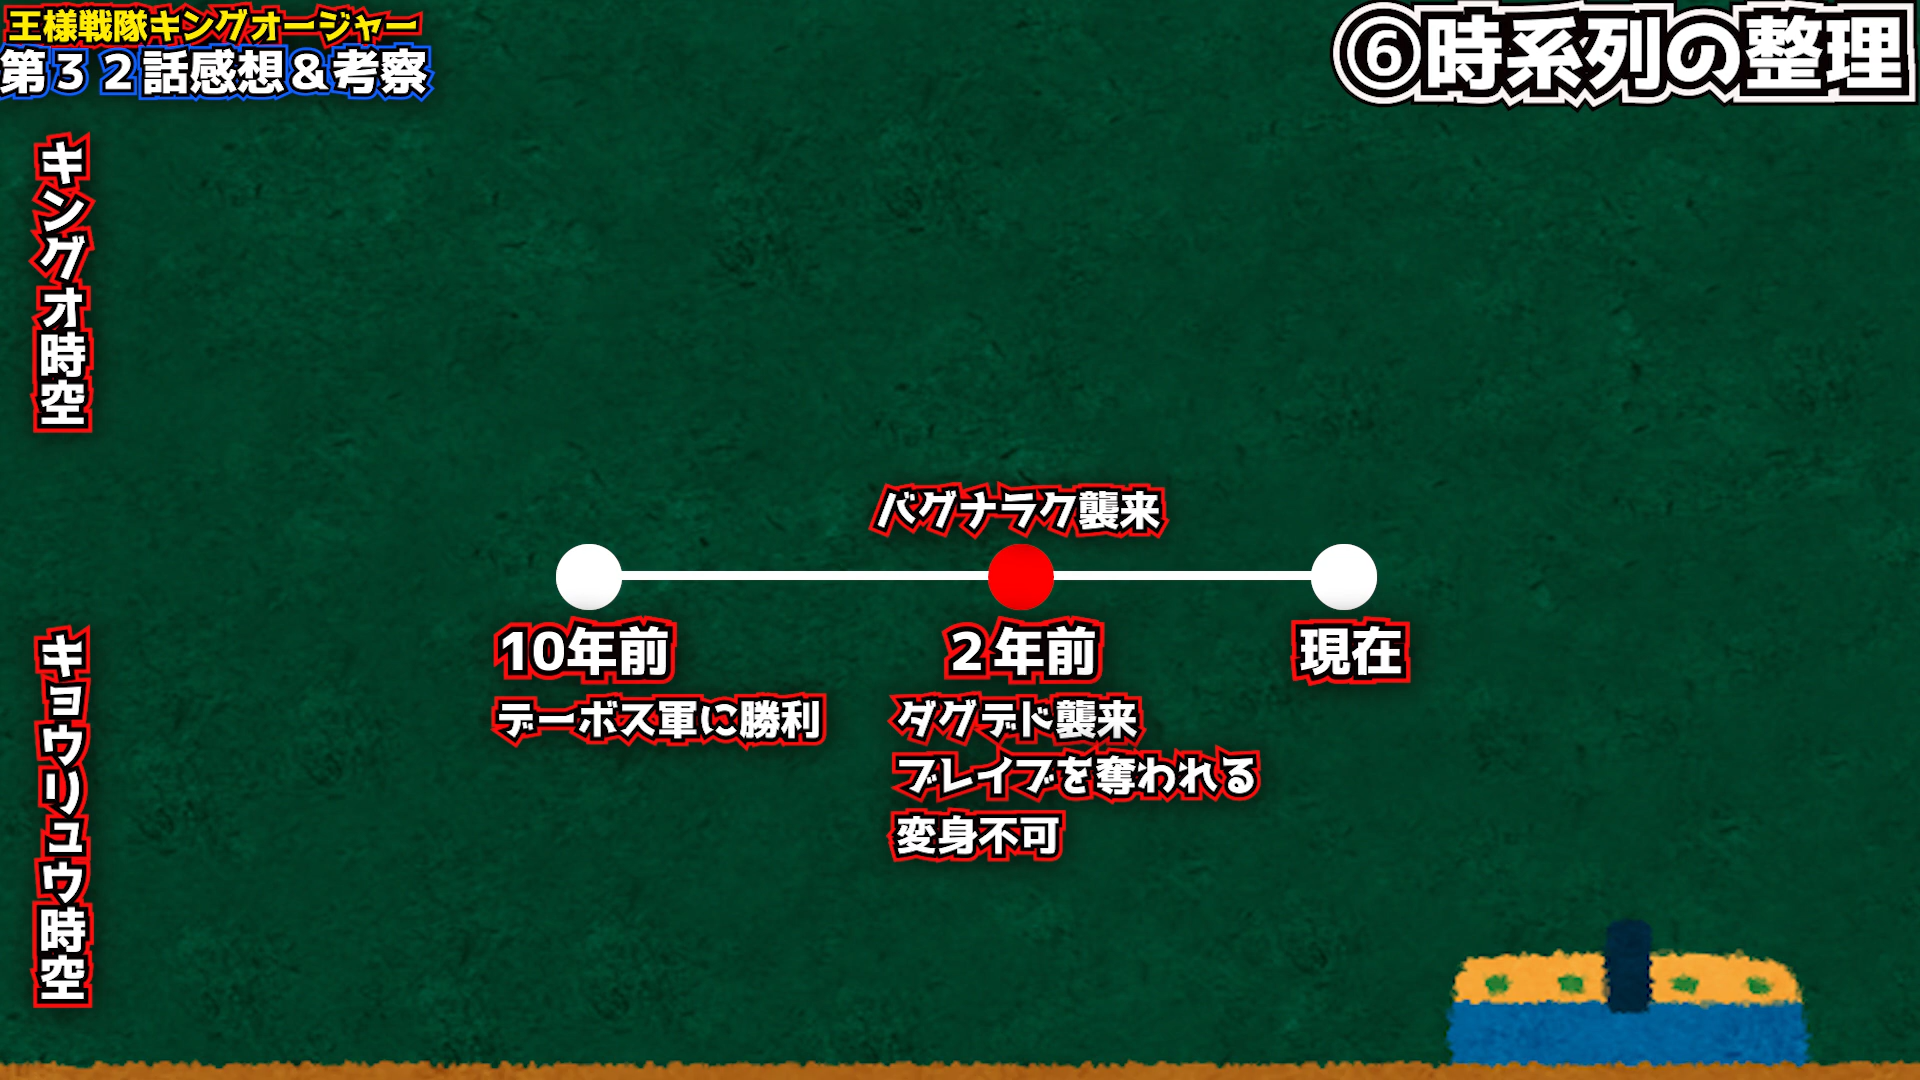 王様戦隊キングオージャー
第３２話感想＆考察
⑥時系列の整理
キングオ時空
バグナラク襲来
10年前
２年前
現在
デーボス軍に勝利
ダグデド襲来
ブレイブを奪われる
変身不可
キョウリュウ時空